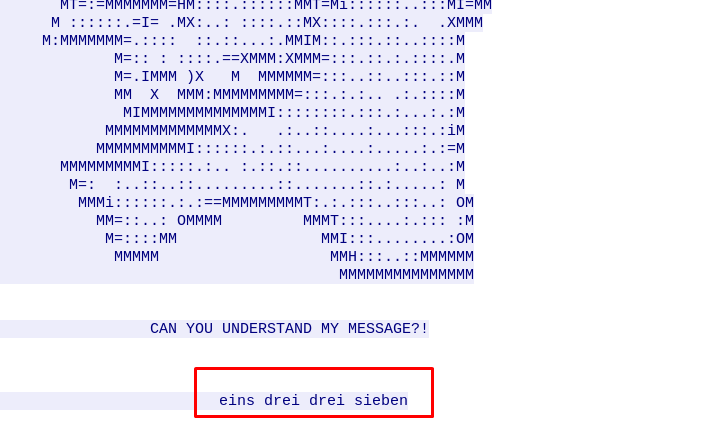 MT=:=MMMMMMM=HM::::.::::::MMT=Mi::::::..:::MI=MM
M ::::::.=I= .MX:..: ::::.::MX::::.:::.:.  .XMMM
M:MMMMMMM=.::::  ::.::...:.MMIM::.:::.::..::::M
M=:: : ::::.==XMMM:XMMM=:::.::.:.::::.M
M=.IMMM )X   M  MMMMMM=:::..::..:::.::M
MM  X  MMM:MMMMMMMMM=:::.:.:.. .:.::::M
MIMMMMMMMMMMMMMMI::::::::.:::.:...:.:M
MMMMMMMMMMMMMX:.   .:..::....:...:::.:iM
MMMMMMMMMMI::::::.:.::...:....:.....:.:=M
MMMMMMMMMI:::::.:.. :.::.::..........:..:..:M
M=:  :..::..::.........::.......::.:.....: M
MMMi::::::.:.:==MMMMMMMMMT:.:.:::..:::..: OM
MM=::..: OMMMM         MMMT:::....:.::: :M
M=::::MM                MMI:::........:OM
MMMMM                   MMH:::..::MMMMMM
MMMMMMMMMMMMMMM
CAN YOU UNDERSTAND MY MESSAGE?!
eins drei drei sieben